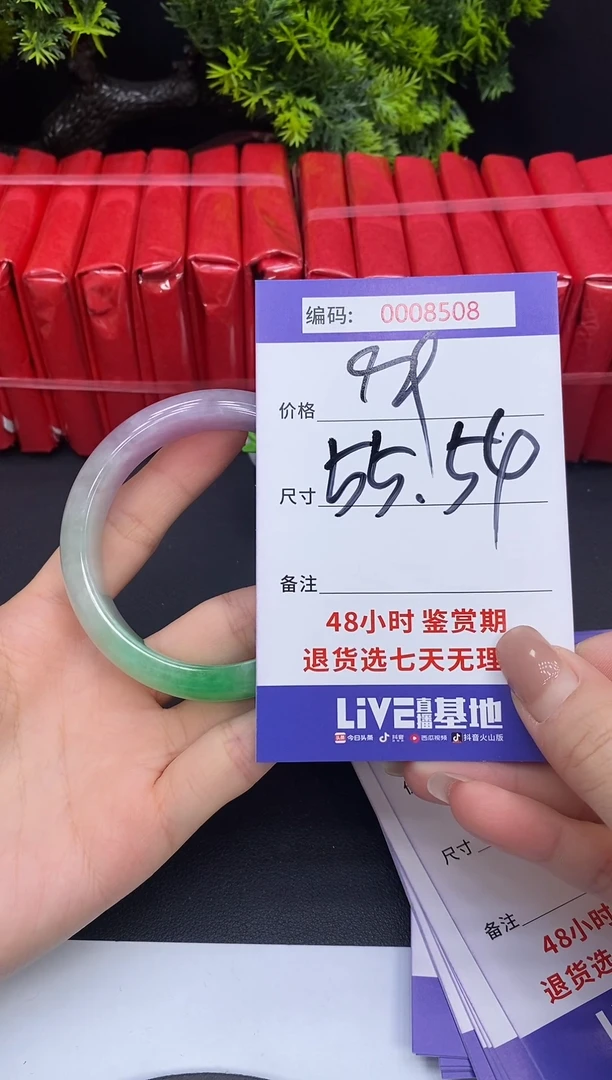 编码: 0008508
价格
尺寸 55.54
备注
48小时 鉴赏期
退货选七天无理
LiVE直播基地
今日头条 抖音 西瓜视频 抖音火山版
尺寸
备注
48小时
退货选